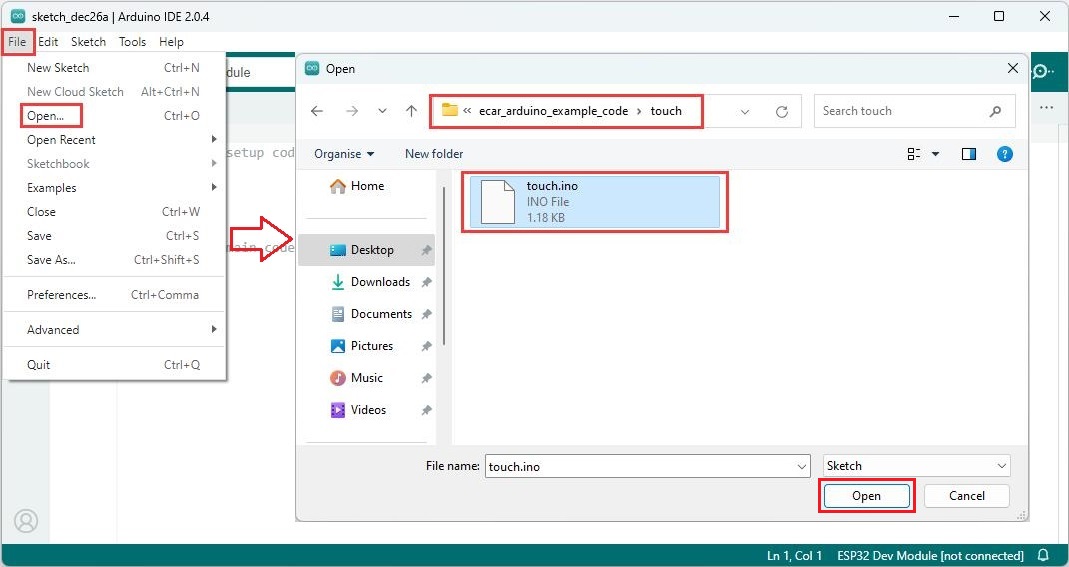 sketch_dec26a | Arduino IDE 2.0.4
File Edit Sketch Tools Help
New Sketch Ctrl+N
New Cloud Sketch Alt+Ctrl+N
Open... Ctrl+O
Open Recent
Sketchbook
Examples
Close Ctrl+W
Save Ctrl+S
Save As... Ctrl+Shift+S
Preferences... Ctrl+Comma
Advanced
Quit Ctrl+Q
dule
setup cod
main code
Open
« ecar_arduino_example_code › touch
Search touch
Organise New folder
Home
Desktop
Downloads
Documents
Pictures
Music
Videos
touch.ino
INO File
1.18 KB
File name: touch.ino
Sketch
Open Cancel
Ln 1, Col 1 ESP32 Dev Module [not connected]